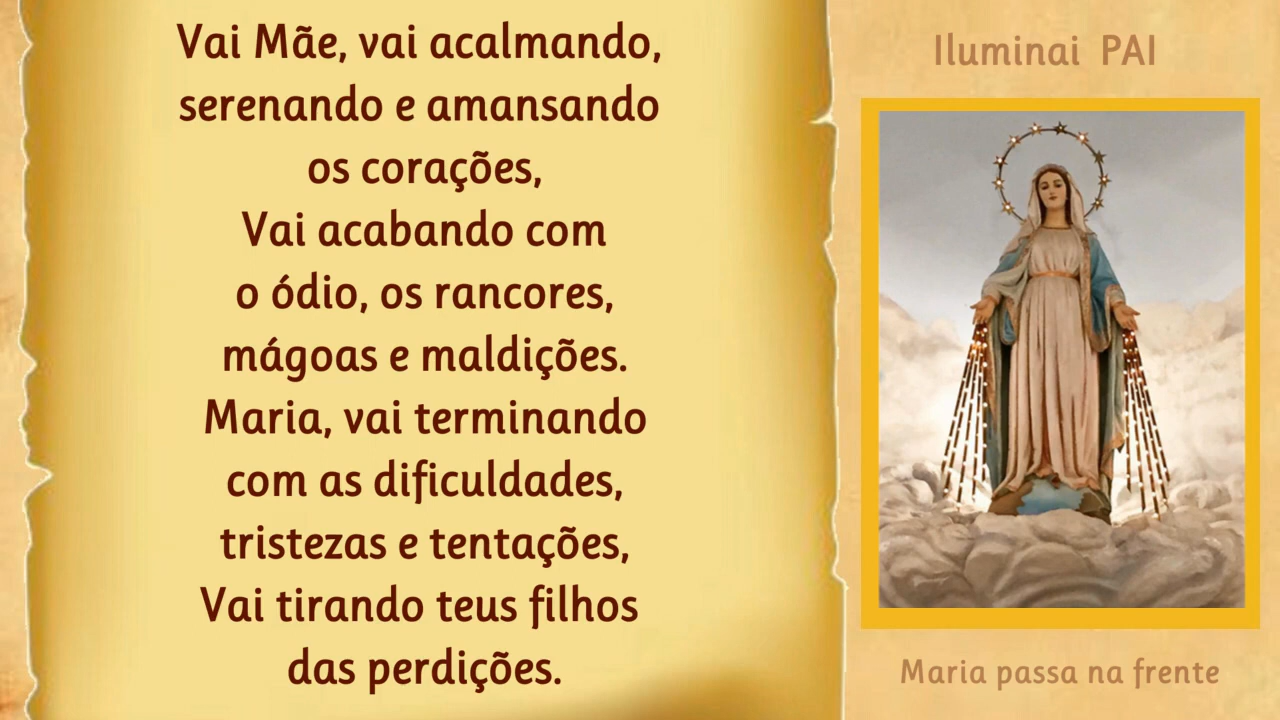 Vai Mãe, vai acalmando,
serenando e amansando
os corações,
Vai acabando com
o ódio, os rancores,
mágoas e maldições.
Maria, vai terminando
com as dificuldades,
tristezas e tentações,
Vai tirando teus filhos
das perdições.
Iluminai PAI
Maria passa na frente